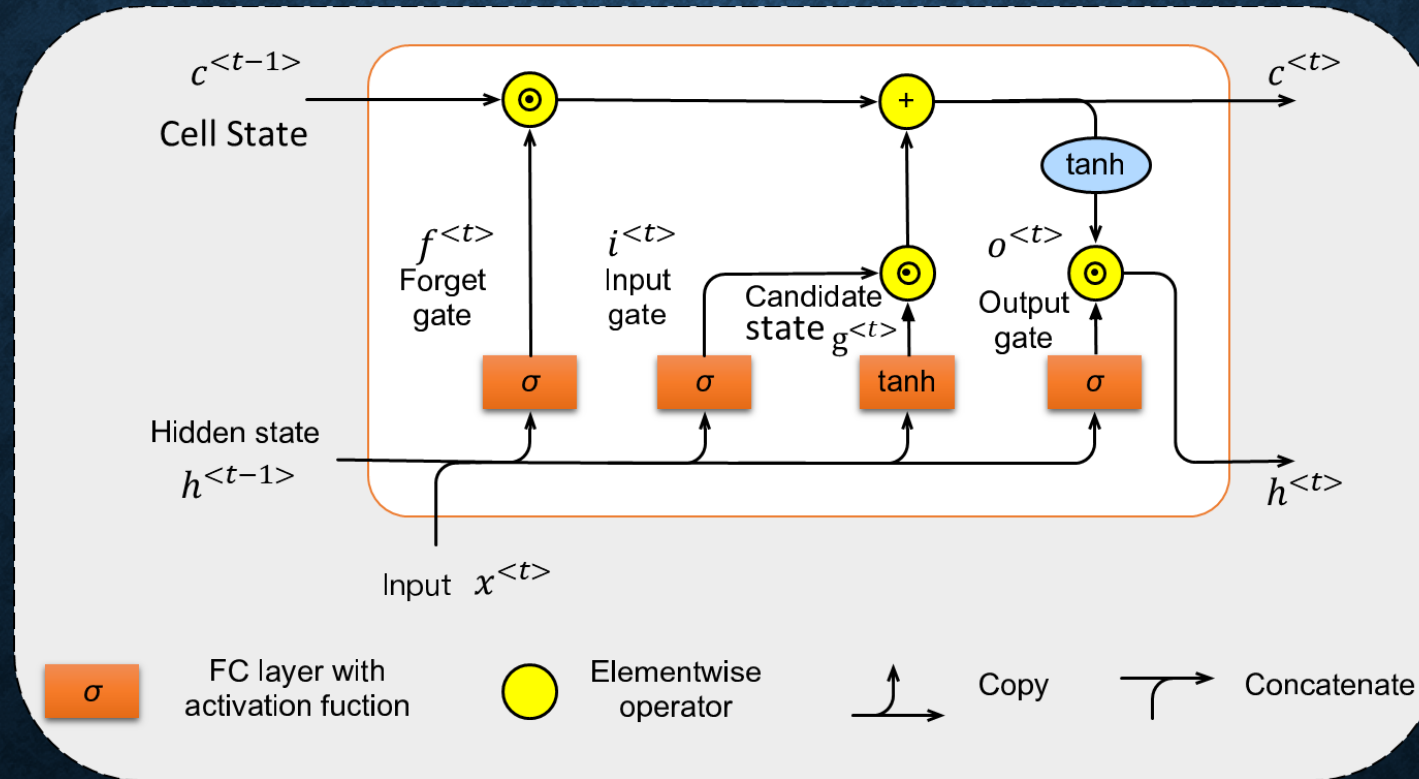 c^{<t-1>}
c^{<t>}
⊙
+
Cell State
tanh
f^{<t>}
i^{<t>}
o^{<t>}
Forget
gate
Input
gate
⊙
⊙
Candidate
state g^{<t>}
Output
gate
σ
σ
tanh
σ
Hidden state
h^{<t-1>}
h^{<t>}
Input x^{<t>}
σ
FC layer with
activation fuction
Elementwise
operator
Copy
Concatenate